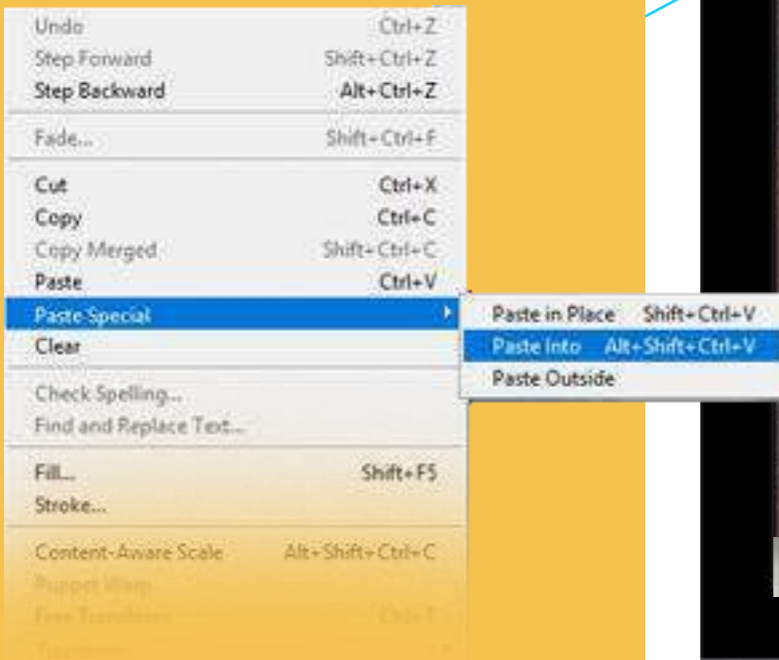 Undo Ctrl+Z
Step Forward Shift+Ctrl+Z
Step Backward Alt+Ctrl+Z
Fade... Shift+Ctrl+F
Cut Ctrl+X
Copy Ctrl+C
Copy Merged Shift+Ctrl+C
Paste Ctrl+V
Paste Special
Paste in Place Shift+Ctrl+V
Paste Into Alt+Shift+Ctrl+V
Paste Outside
Clear
Check Spelling...
Find and Replace Text...
Fill... Shift+F5
Stroke...
Content-Aware Scale Alt+Shift+Ctrl+C
Puppet Warp
Free Transform Ctrl+T